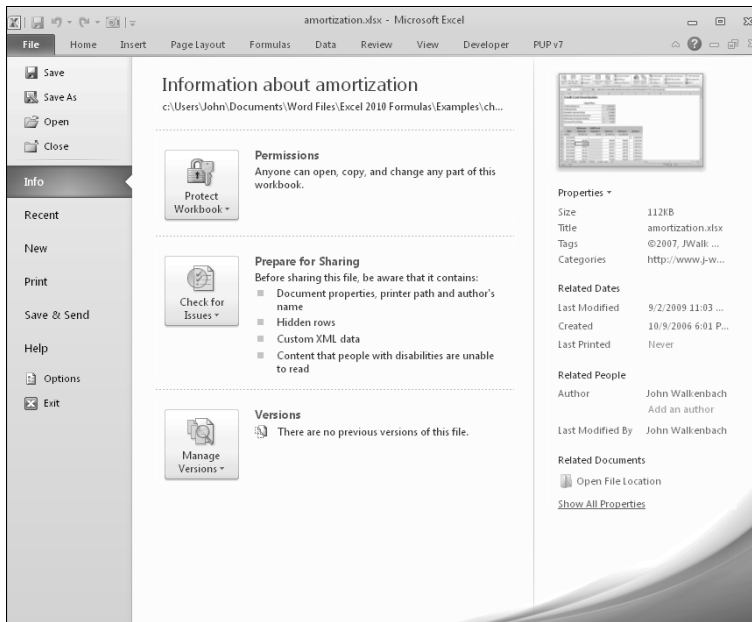 amortization.xlsx - Microsoft Excel
File Home Insert Page Layout Formulas Data Review View Developer PUP v7
Save
Save As
Open
Close
Info
Recent
New
Print
Save & Send
Help
Options
Exit
Information about amortization
c:\Users\John\Documents\Word Files\Excel 2010 Formulas\Examples\ch...
Protect
Workbook
Permissions
Anyone can open, copy, and change any part of this
workbook.
Check for
Issues
Prepare for Sharing
Before sharing this file, be aware that it contains:
Document properties, printer path and author's
name
Hidden rows
Custom XML data
Content that people with disabilities are unable
to read
Manage
Versions
Versions
There are no previous versions of this file.
Properties
Size 112KB
Title amortization.xlsx
Tags ©2007, JWalk ...
Categories http://www.j-w...
Related Dates
Last Modified 9/2/2009 11:03 ...
Created 10/9/2006 6:01 P...
Last Printed Never
Related People
Author John Walkenbach
Add an author
Last Modified By John Walkenbach
Related Documents
Open File Location
Show All Properties